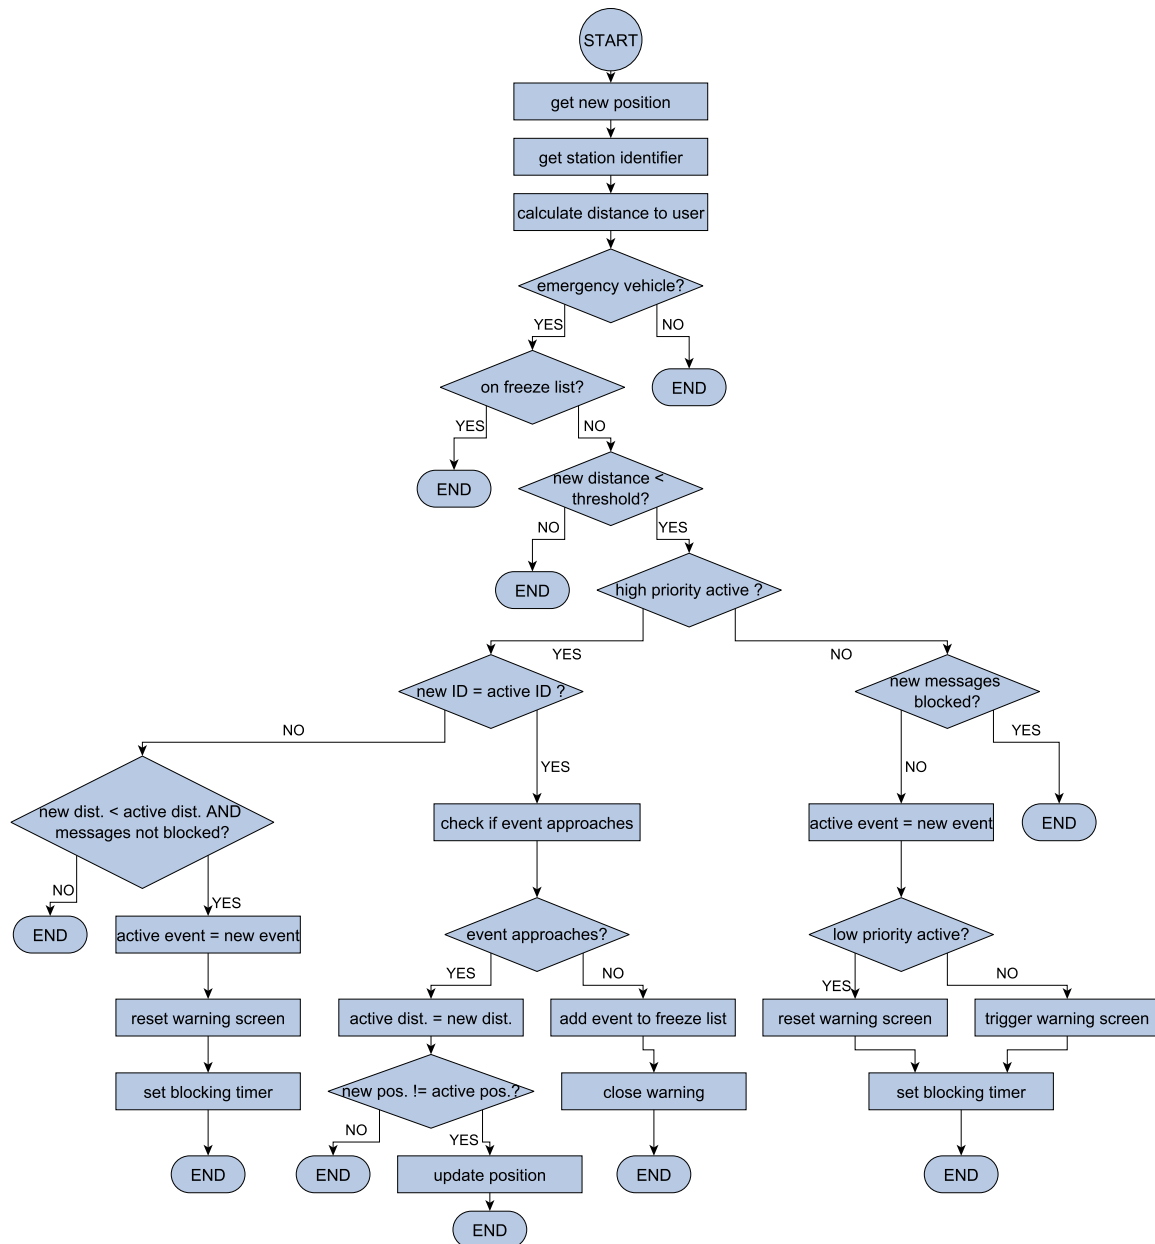 START
get new position
get station identifier
calculate distance to user
emergency vehicle?
YES
NO
on freeze list?
END
YES
NO
END
new distance <
threshold?
NO
YES
END
high priority active ?
YES
NO
new ID = active ID ?
new messages
blocked?
NO
YES
NO
YES
new dist. < active dist. AND
messages not blocked?
check if event approaches
active event = new event
END
NO
YES
END
active event = new event
event approaches?
low priority active?
YES
NO
YES
NO
reset warning screen
active dist. = new dist.
add event to freeze list
reset warning screen
trigger warning screen
set blocking timer
new pos. != active pos.?
close warning
set blocking timer
NO
YES
END
END
update position
END
END
END